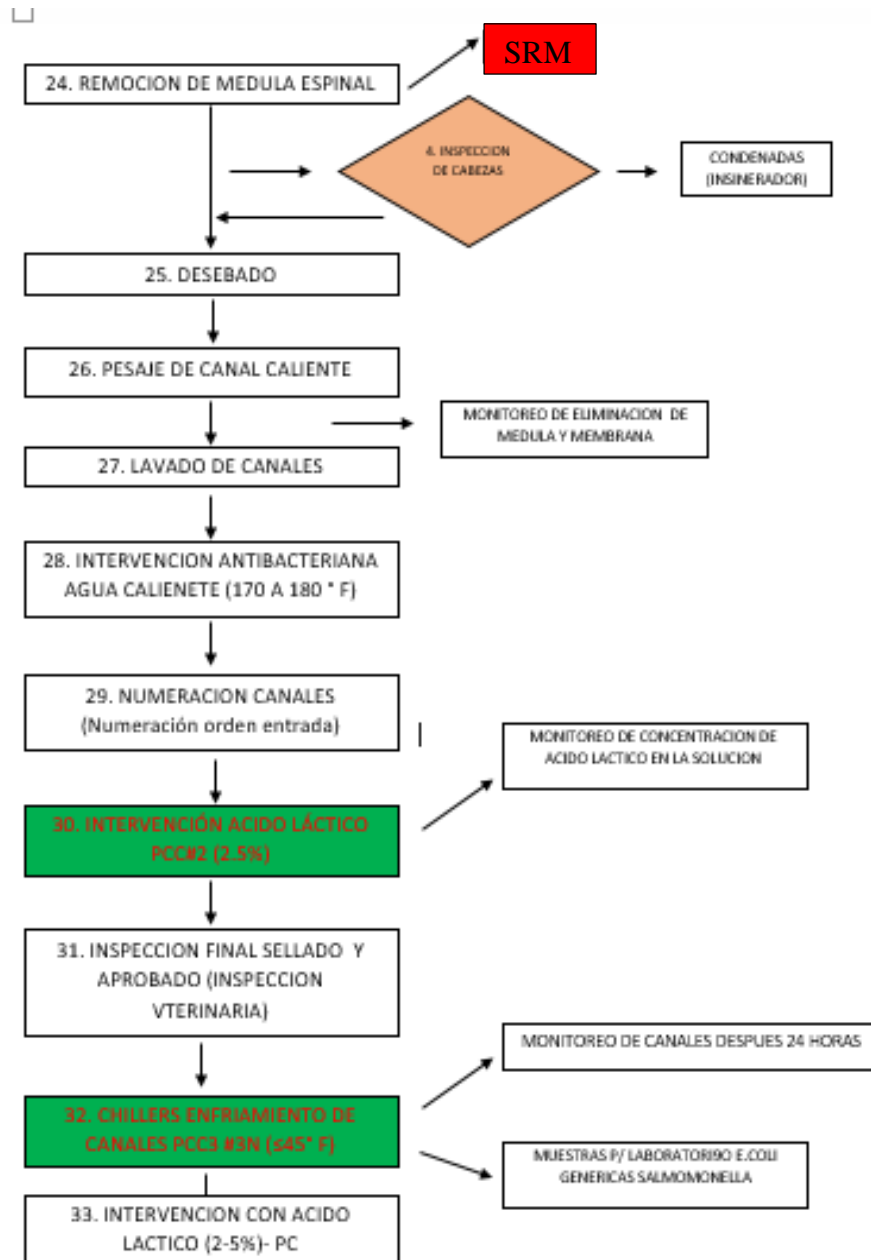 SRM
24. REMOCION DE MEDULA ESPINAL
4. INSPECCION
DE CABEZAS
CONDENADAS
(INSINERADOR)
25. DESEBADO
26. PESAJE DE CANAL CALIENTE
MONITOREO DE ELIMINACION DE
MEDULA Y MEMBRANA
27. LAVADO DE CANALES
28. INTERVENCION ANTIBACTERIANA
AGUA CALIENETE (170 A 180 ° F)
29. NUMERACION CANALES
(Numeración orden entrada)
MONITOREO DE CONCENTRACION DE
ACIDO LACTICO EN LA SOLUCION
30. INTERVENCIÓN ACIDO LÁCTICO
PCC#2 (2.5%)
31. INSPECCION FINAL SELLADO Y
APROBADO (INSPECCION
VTERINARIA)
MONITOREO DE CANALES DESPUES 24 HORAS
32. CHILLERS ENFRIAMIENTO DE
CANALES PCC3 #3N (≤45° F)
MUESTRAS P/ LABORATORI9O E.COLI
GENERICAS SALMOMONELLA
33. INTERVENCION CON ACIDO
LACTICO (2-5%)- PC